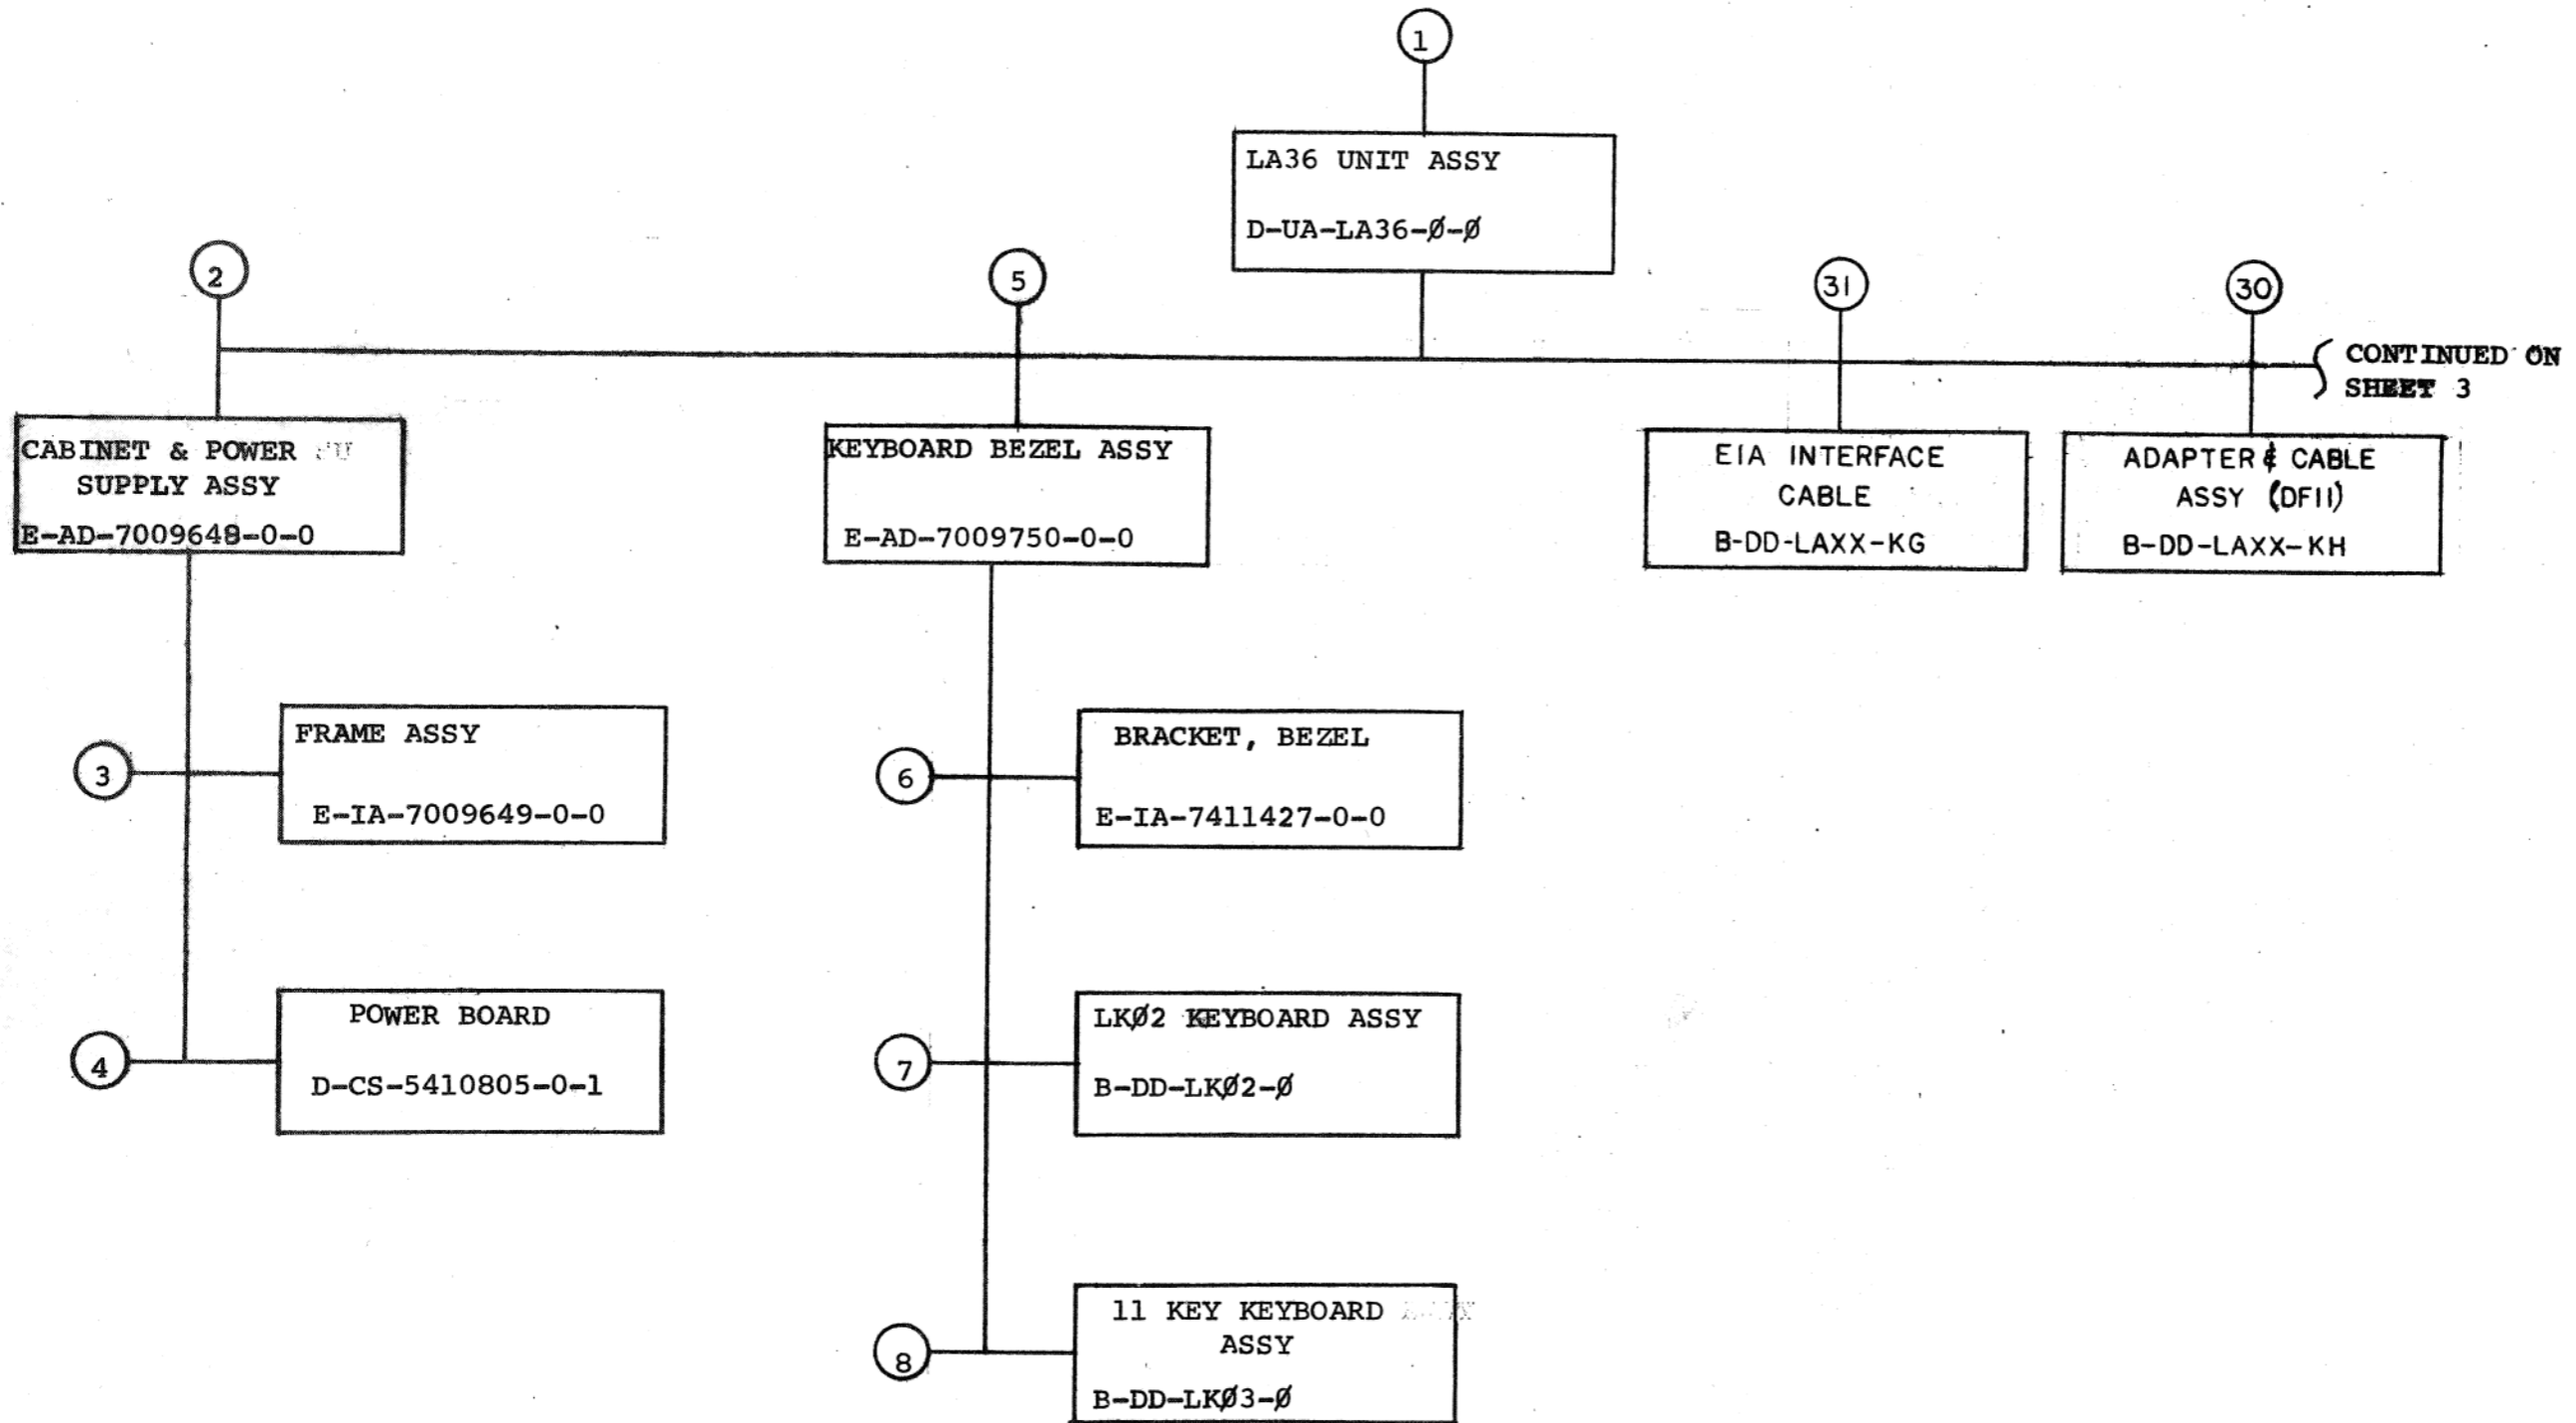 1
LA36 UNIT ASSY
D-UA-LA36-Ø-Ø
2
5
31
30
CONTINUED ON
SHEET 3
CABINET & POWER
SUPPLY ASSY
E-AD-7009648-0-0
KEYBOARD BEZEL ASSY
E-AD-7009750-0-0
EIA INTERFACE
CABLE
B-DD-LAXX-KG
ADAPTER & CABLE
ASSY (DF11)
B-DD-LAXX-KH
3
FRAME ASSY
E-IA-7009649-0-0
6
BRACKET, BEZEL
E-IA-7411427-0-0
4
POWER BOARD
D-CS-5410805-0-1
7
LKØ2 KEYBOARD ASSY
B-DD-LKØ2-Ø
8
11 KEY KEYBOARD
ASSY
B-DD-LKØ3-Ø